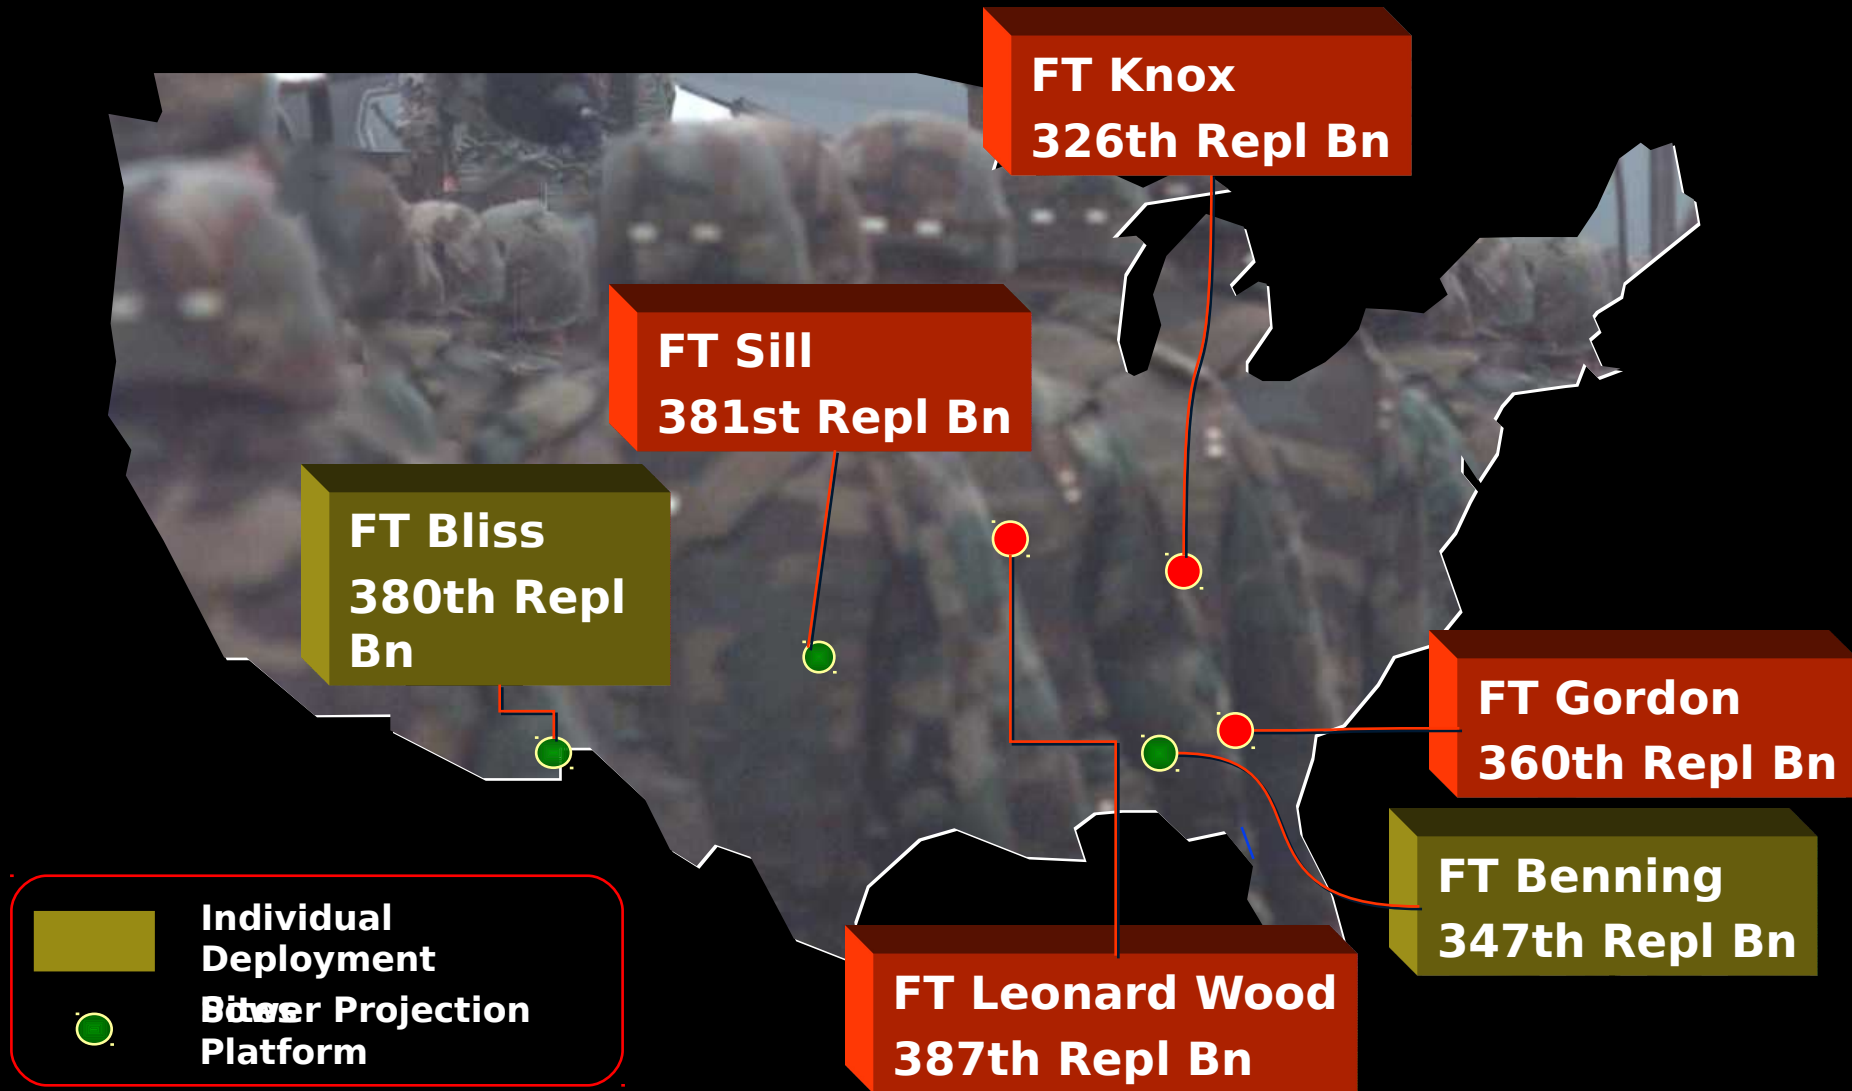 FT Knox
326th Repl Bn
FT Sill
381st Repl Bn
FT Bliss
380th Repl
Bn
FT Gordon
360th Repl Bn
FT Benning
347th Repl Bn
FT Leonard Wood
387th Repl Bn
Individual
Deployment
Sites
Power Projection
Platform